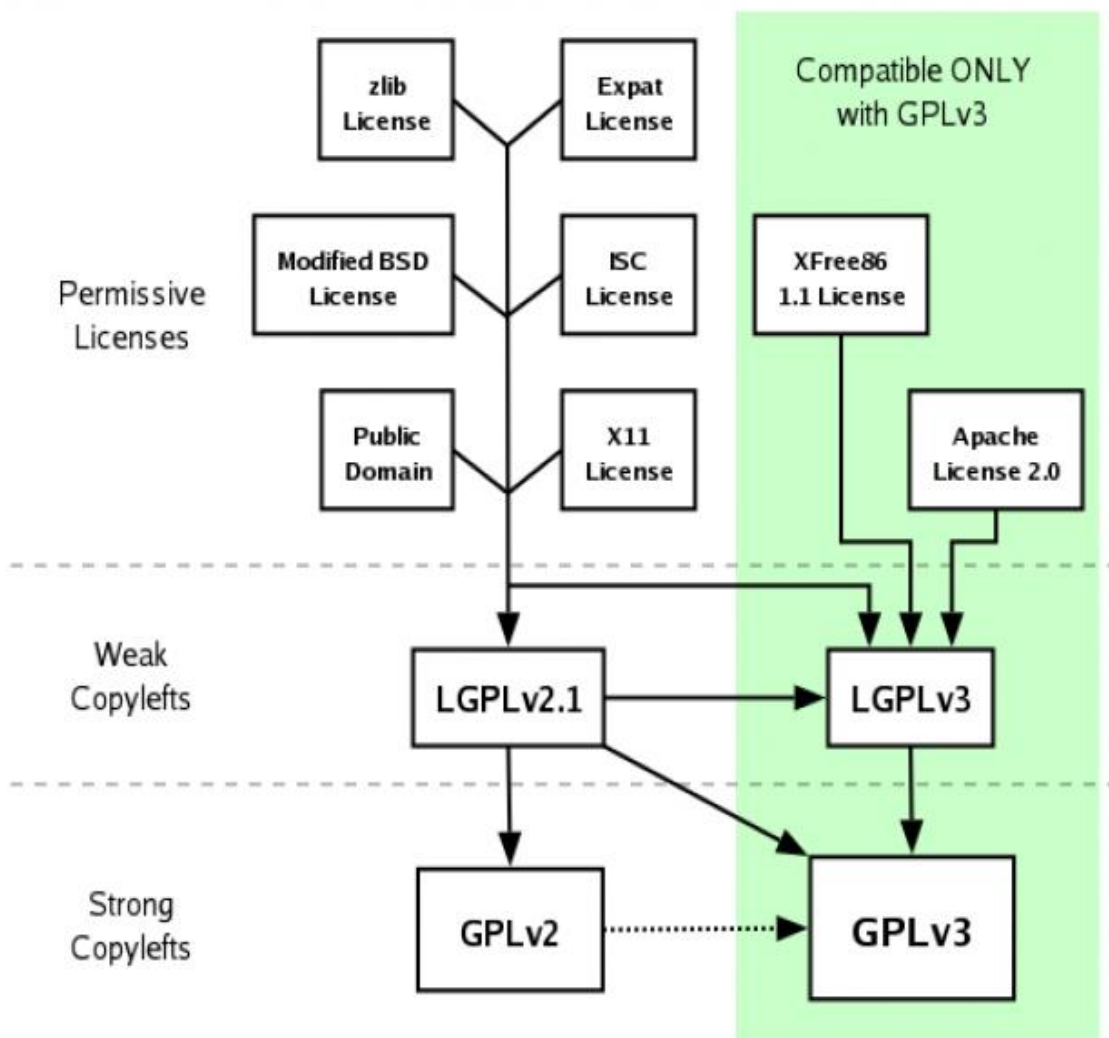 zlib
License
Expat
License
Compatible ONLY
with GPLv3
Permissive
Licenses
Modified BSD
License
ISC
License
XFree86
1.1 License
Public
Domain
X11
License
Apache
License 2.0
Weak
Copylefts
LGPLv2.1
LGPLv3
Strong
Copylefts
GPLv2
GPLv3